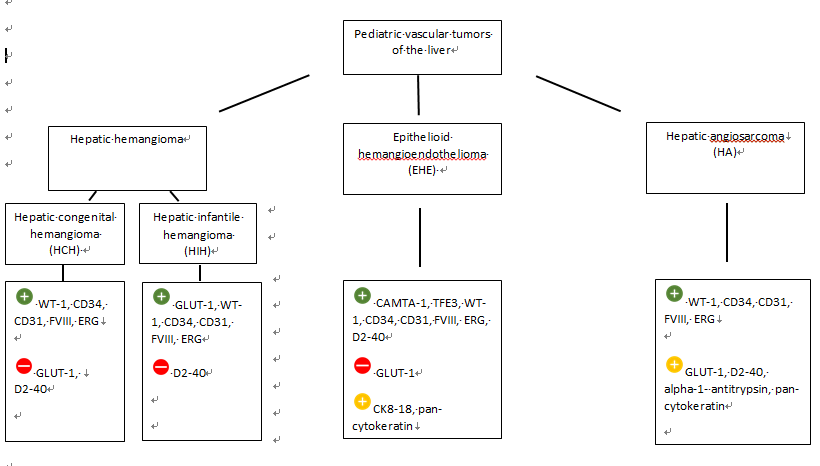 Pediatric vascular tumors
of the liver
Hepatic hemangioma
Epithelioid
hemangioendothelioma
(EHE)
Hepatic angiosarcoma
(HA)
Hepatic congenital
hemangioma
(HCH)
Hepatic infantile
hemangioma
(HIH)
WT-1, CD34,
CD31, FVIII, ERG
GLUT-1,
D2-40
GLUT-1, WT-
1, CD34, CD31,
FVIII, ERG
D2-40
CAMTA-1, TFE3, WT-
1, CD34, CD31, FVIII, ERG,
D2-40
GLUT-1
CK8-18, pan-
cytokeratin
WT-1, CD34, CD31,
FVIII, ERG
GLUT-1, D2-40,
alpha-1-antitrypsin, pan-
cytokeratin